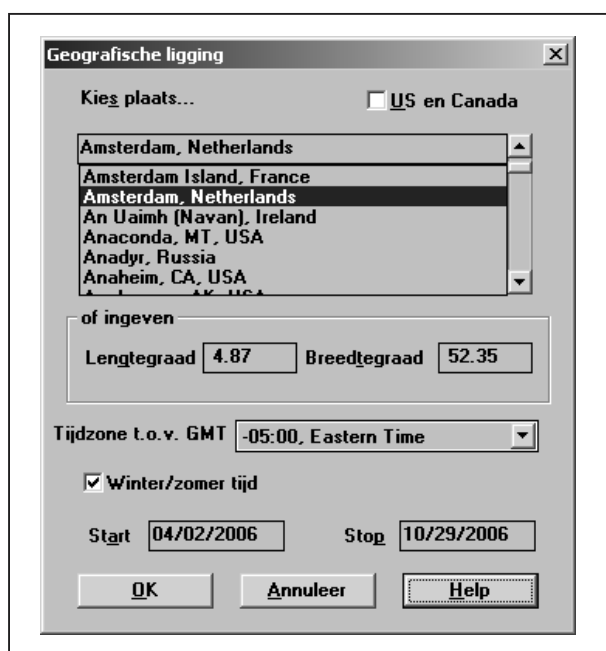 Geografische ligging
Kies plaats...
US en Canada
Amsterdam, Netherlands
Amsterdam Island, France
Amsterdam, Netherlands
An Uaimh (Navan), Ireland
Anaconda, MT, USA
Anadyr, Russia
Anaheim, CA, USA
of ingeven
Lengtegraad 4.87 Breedtegraad 52.35
Tijdzone t.o.v. GMT -05:00, Eastern Time
Winter/zomer tijd
Start 04/02/2006 Stop 10/29/2006
OK Annuleer Help